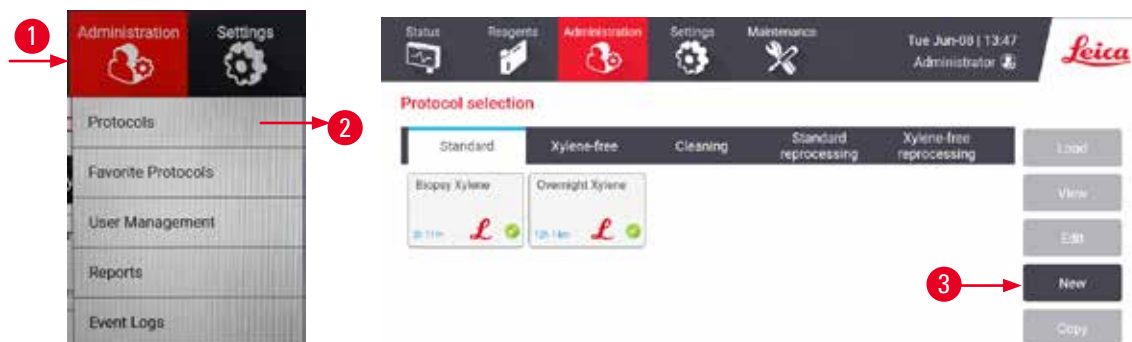 1
Administration Settings
Protocols
2
Favorite Protocols
User Management
Reports
Event Logs
Status Reagents Administration Settings Maintenance
Tue Jun-08 | 13:47
Administrator
Leica
Protocol selection
Standard Xylene-free Cleaning
Standard
reprocessing
Xylene-free
reprocessing
Load
Biopsy Xylene Overnight Xylene
View
L L
Edit
3
New
Copy